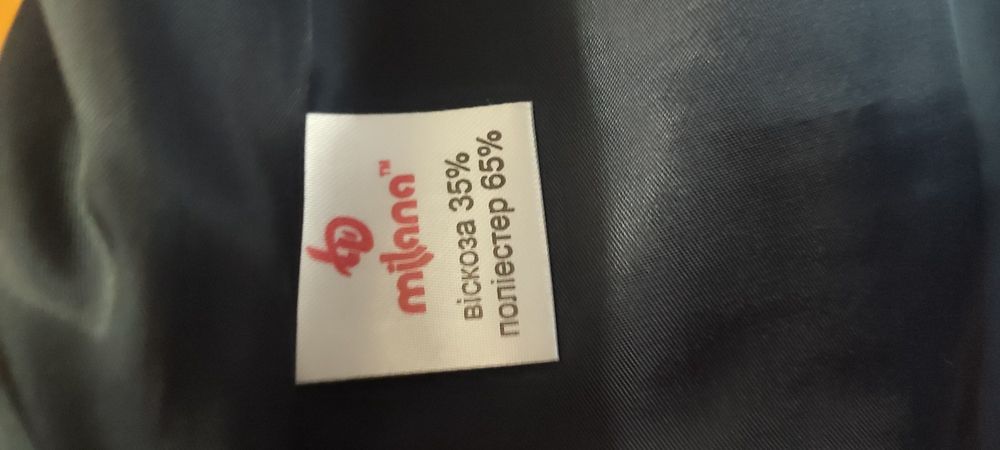 milana™
віскоза 35%
поліестер 65%